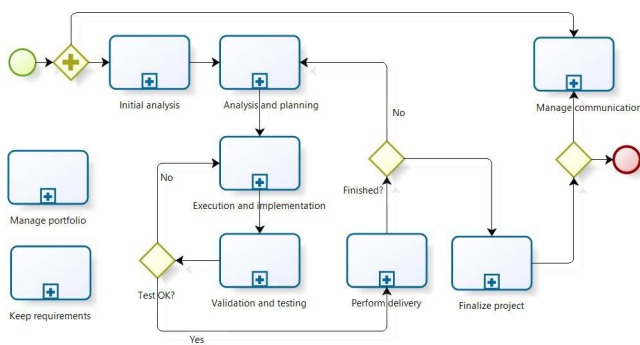 Initial analysis
Analysis and planning
Manage communication
No
Manage portfolio
No
Execution and implementation
Finished?
Test OK?
Validation and testing
Perform delivery
Finalize project
Keep requirements
Yes